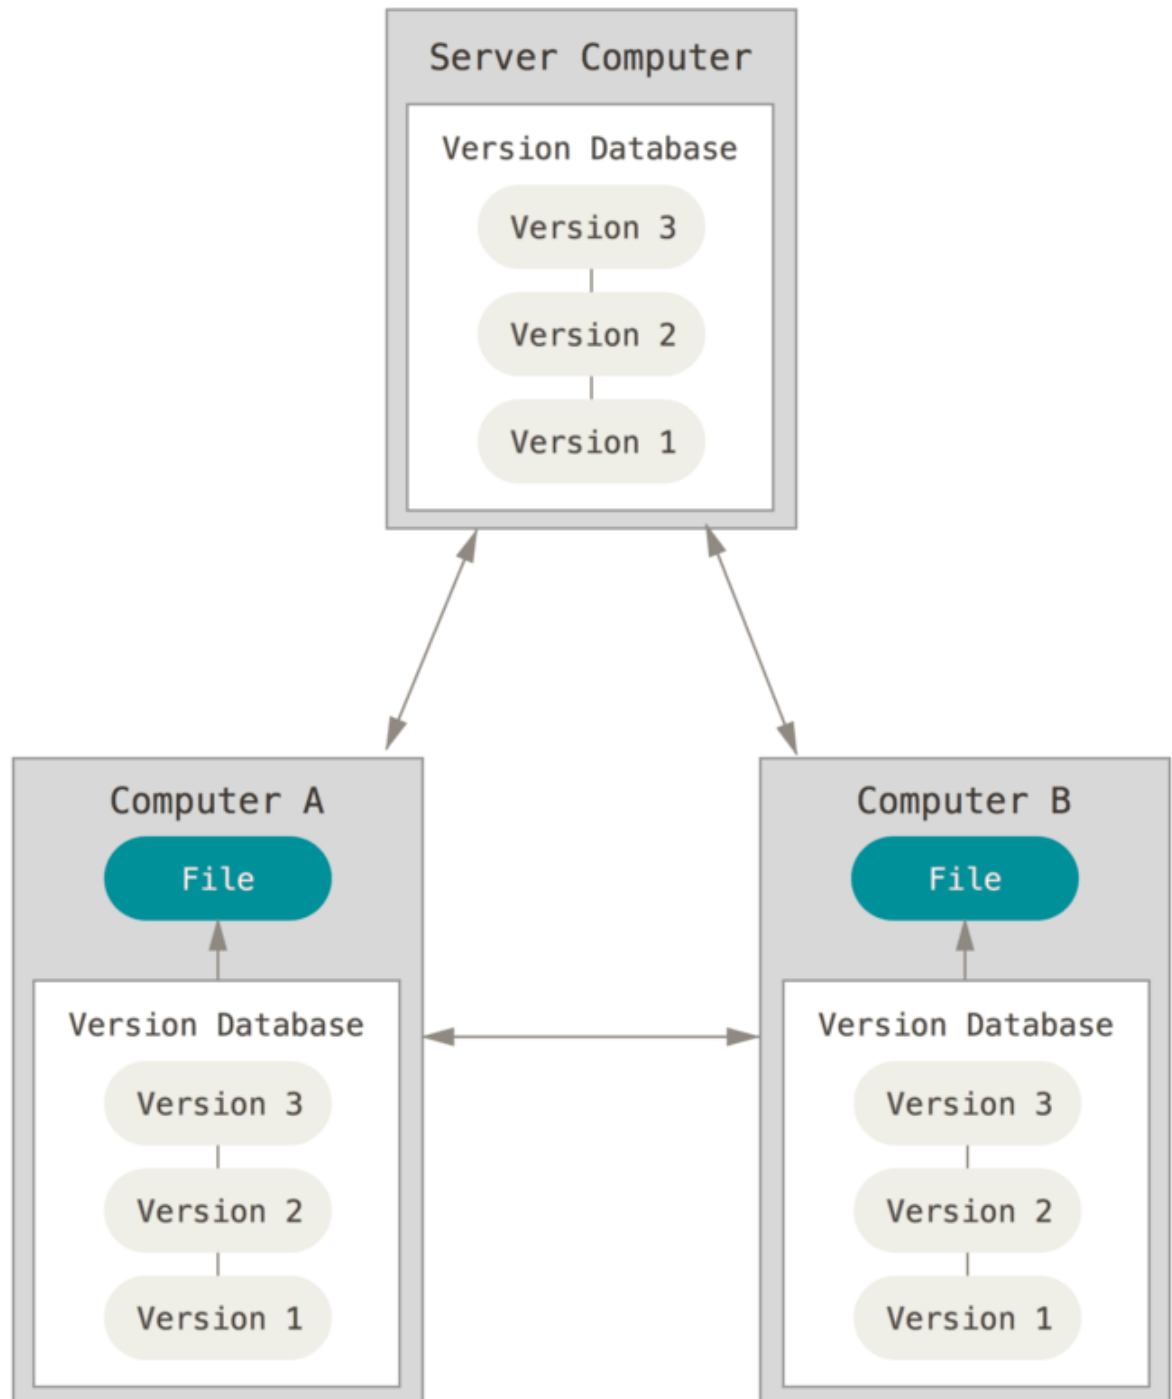 Server Computer
Version Database
Version 3
Version 2
Version 1
Computer A
File
Version Database
Version 3
Version 2
Version 1
Computer B
File
Version Database
Version 3
Version 2
Version 1